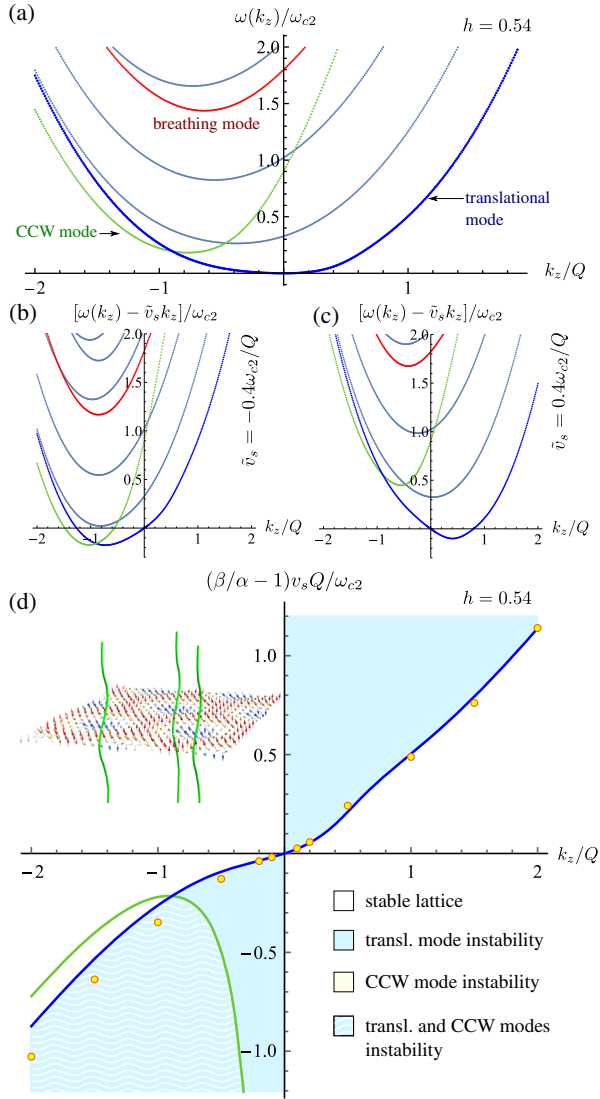 (a)
ω(k_z)/ω_c2
h = 0.54
2.0
1.5
1.0
0.5
breathing mode
CCW mode
translational
mode
−2
−1
1
k_z/Q
(b)
[ω(k_z) − ṽ_s k_z]/ω_c2
2.0
1.5
1.0
0.5
ṽ_s = −0.4ω_c2/Q
−2
−1
1
2
k_z/Q
(c)
[ω(k_z) − ṽ_s k_z]/ω_c2
2.0
1.5
1.0
0.5
ṽ_s = 0.4ω_c2/Q
−2
−1
0
1
2
k_z/Q
(β/α − 1)v_s Q/ω_c2
(d)
h = 0.54
1.0
0.5
−2
−1
1
2
k_z/Q
−0.5
−1.0
stable lattice
transl. mode instability
CCW mode instability
transl. and CCW modes
instability